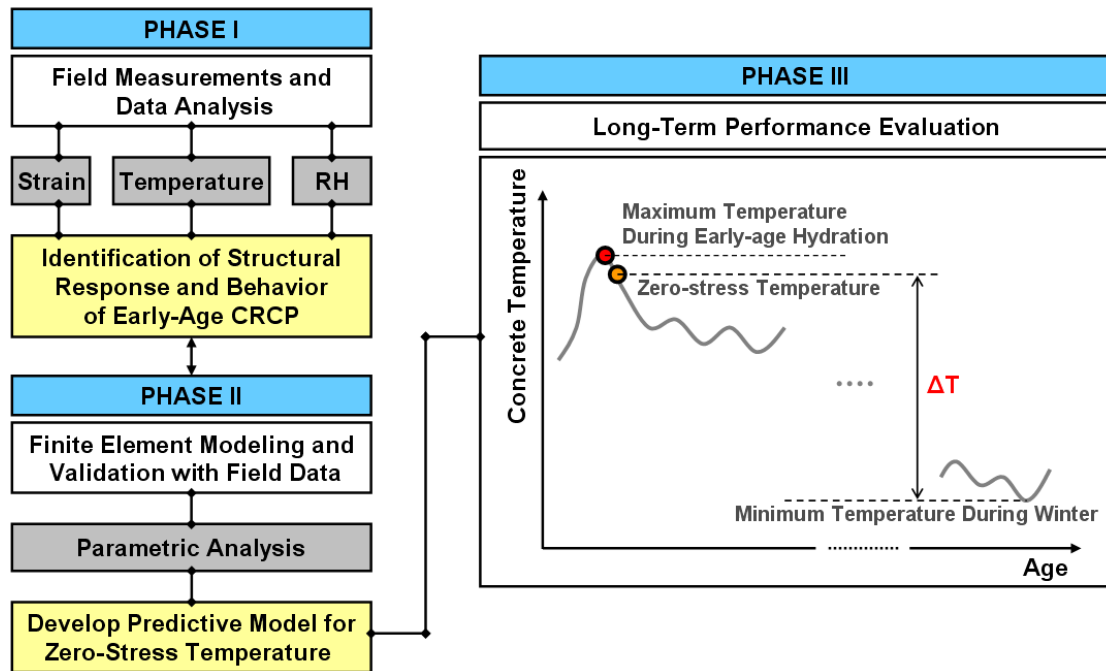 PHASE I
Field Measurements and
Data Analysis
Strain
Temperature
RH
Identification of Structural
Response and Behavior
of Early-Age CRCP
PHASE II
Finite Element Modeling and
Validation with Field Data
Parametric Analysis
Develop Predictive Model for
Zero-Stress Temperature
PHASE III
Long-Term Performance Evaluation
Concrete Temperature
Maximum Temperature
During Early-age Hydration
Zero-stress Temperature
ΔT
Minimum Temperature During Winter
Age